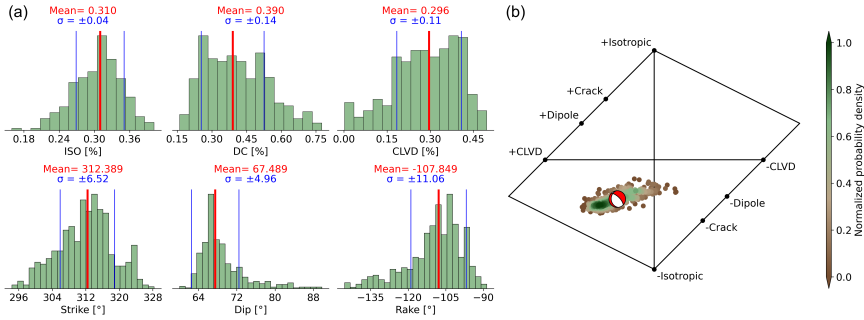 (a)
Mean= 0.310
σ = ±0.04
0.18 0.24 0.30 0.36
ISO [%]
Mean= 0.390
σ = ±0.14
0.15 0.30 0.45 0.60 0.75
DC [%]
Mean= 0.296
σ = ±0.11
0.00 0.15 0.30 0.45
CLVD [%]
Mean= 312.389
σ = ±6.52
296 304 312 320 328
Strike [°]
Mean= 67.489
σ = ±4.96
64 72 80 88
Dip [°]
Mean= -107.849
σ = ±11.06
−135 −120 −105 −90
Rake [°]
(b)
+Isotropic
+Crack
+Dipole
+CLVD
-CLVD
-Dipole
-Crack
-Isotropic
1.0
0.8
0.6
0.4
0.2
0.0
Normalized probability density